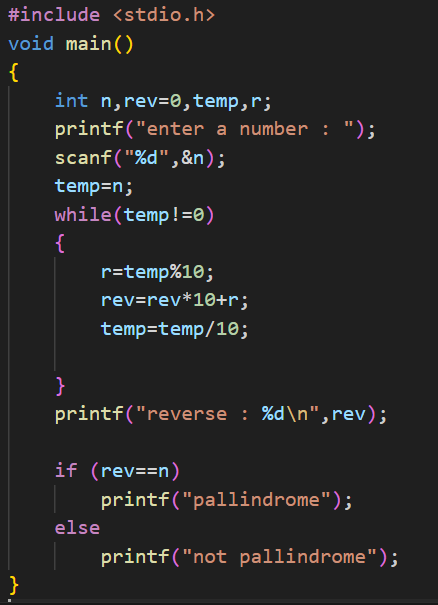 #include <stdio.h>
void main()
{
    int n,rev=0,temp,r;
    printf("enter a number : ");
    scanf("%d",&n);
    temp=n;
    while(temp!=0)
    {
        r=temp%10;
        rev=rev*10+r;
        temp=temp/10;

    }
    printf("reverse : %d\n",rev);

    if (rev==n)
        printf("pallindrome");
    else
        printf("not pallindrome");
}